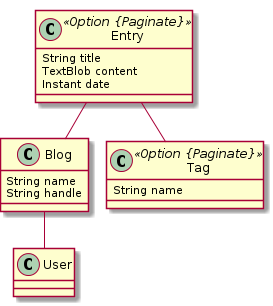 C «Option {Paginate}»
Entry
String title
TextBlob content
Instant date
C Blog
String name
String handle
C «Option {Paginate}»
Tag
String name
C User